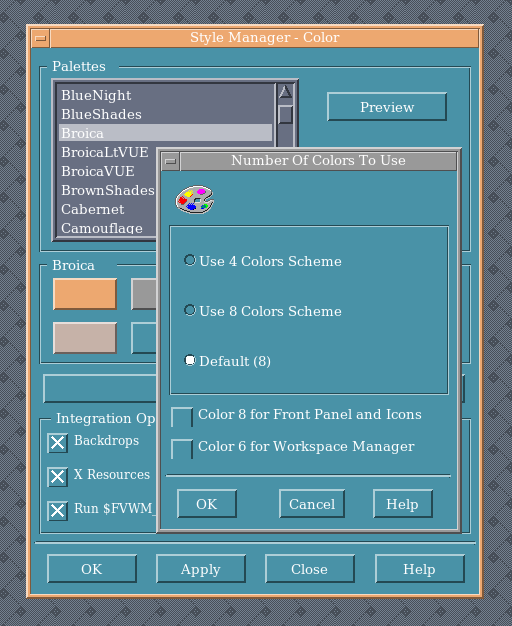 Style Manager - Color
Palettes
BlueNight
BlueShades
Broica
BroicaLtVUE
BroicaVUE
BrownShades
Cabernet
Camouflage
Preview
Number Of Colors To Use
Use 4 Colors Scheme
Use 8 Colors Scheme
Default (8)
Color 8 for Front Panel and Icons
Color 6 for Workspace Manager
OK
Cancel
Help
Broica
Integration Op
Backdrops
X Resources
Run $FVWM_
OK
Apply
Close
Help